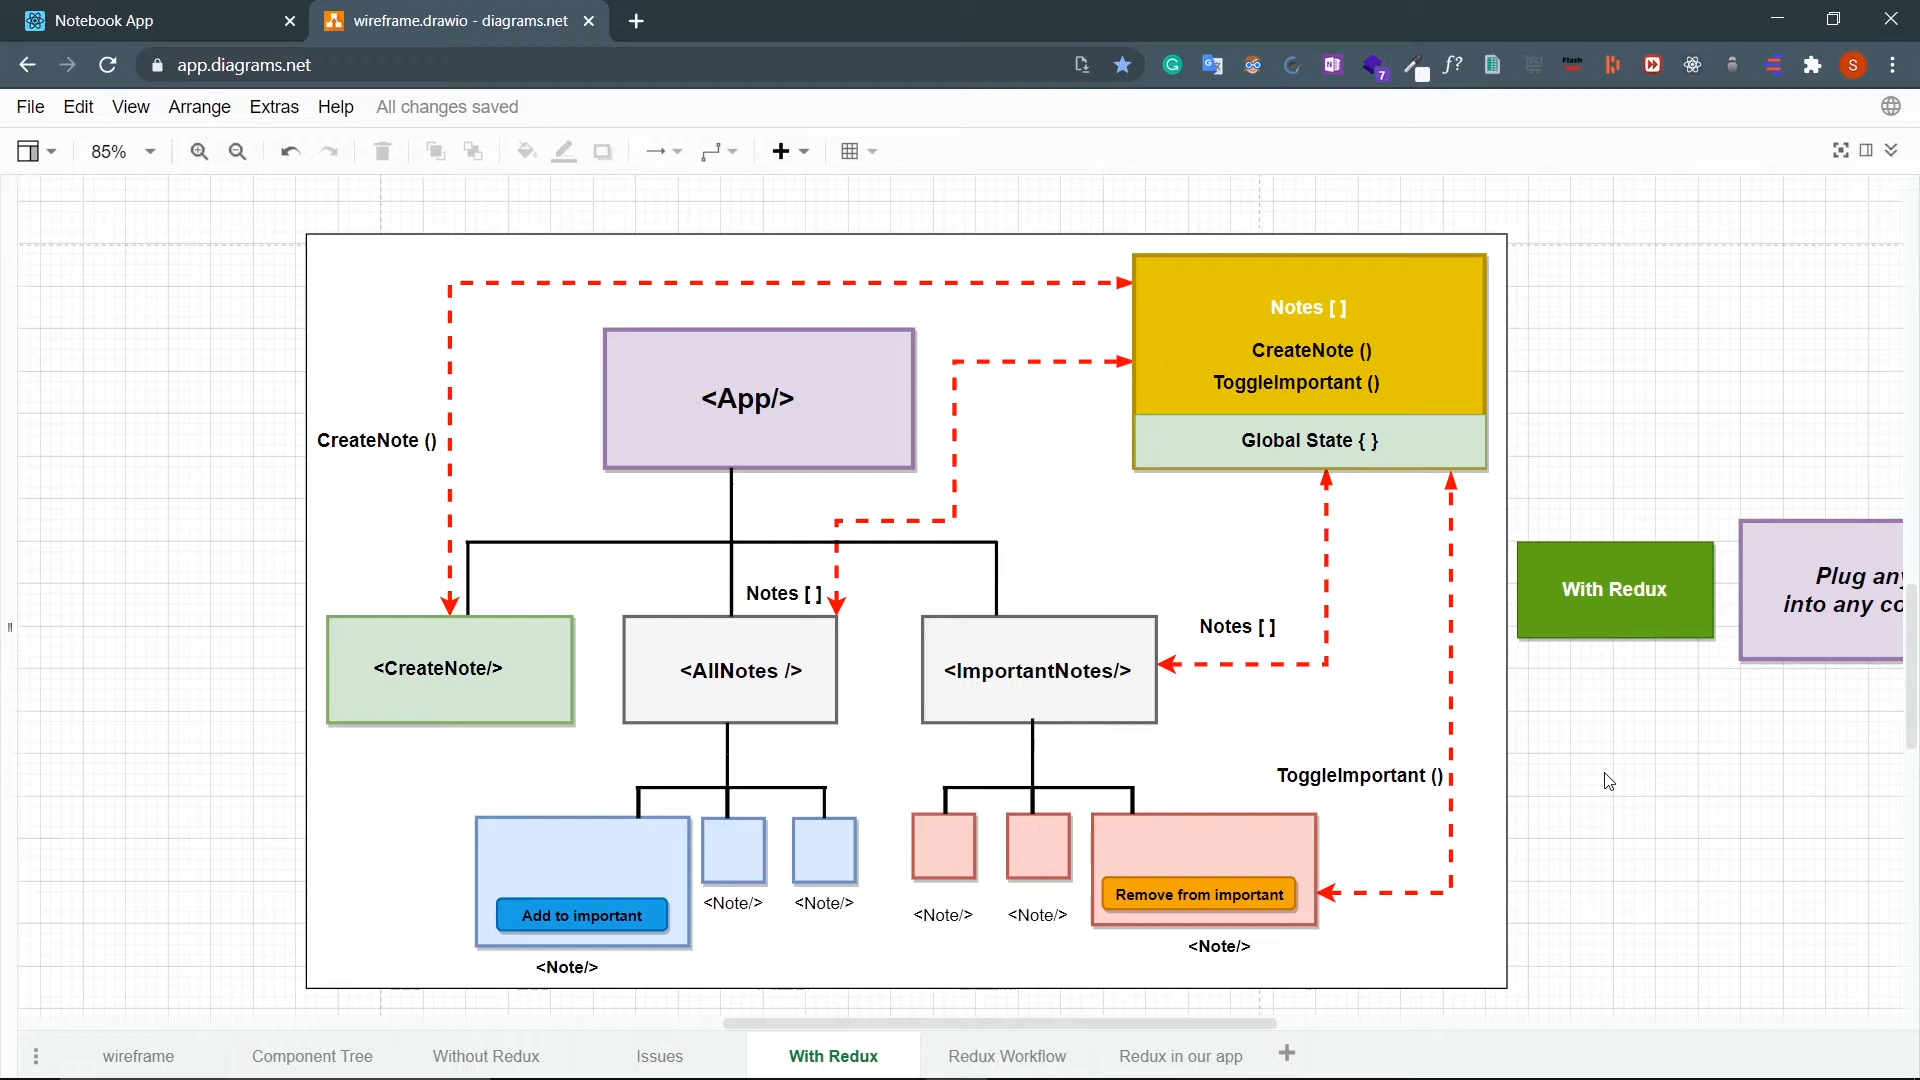 Notebook App
wireframe.drawio - diagrams.net
app.diagrams.net
7
f?
Flash
S
File Edit View Arrange Extras Help All changes saved
85%
Notes [ ]
CreateNote ()
ToggleImportant ()
Global State { }
<App/>
CreateNote ()
Notes [ ]
Notes [ ]
With Redux
Plug any
into any co
<CreateNote/>
<AllNotes />
<ImportantNotes/>
ToggleImportant ()
Add to important
Remove from important
<Note/>
<Note/>
<Note/>
<Note/>
<Note/>
<Note/>
wireframe Component Tree Without Redux Issues With Redux Redux Workflow Redux in our app